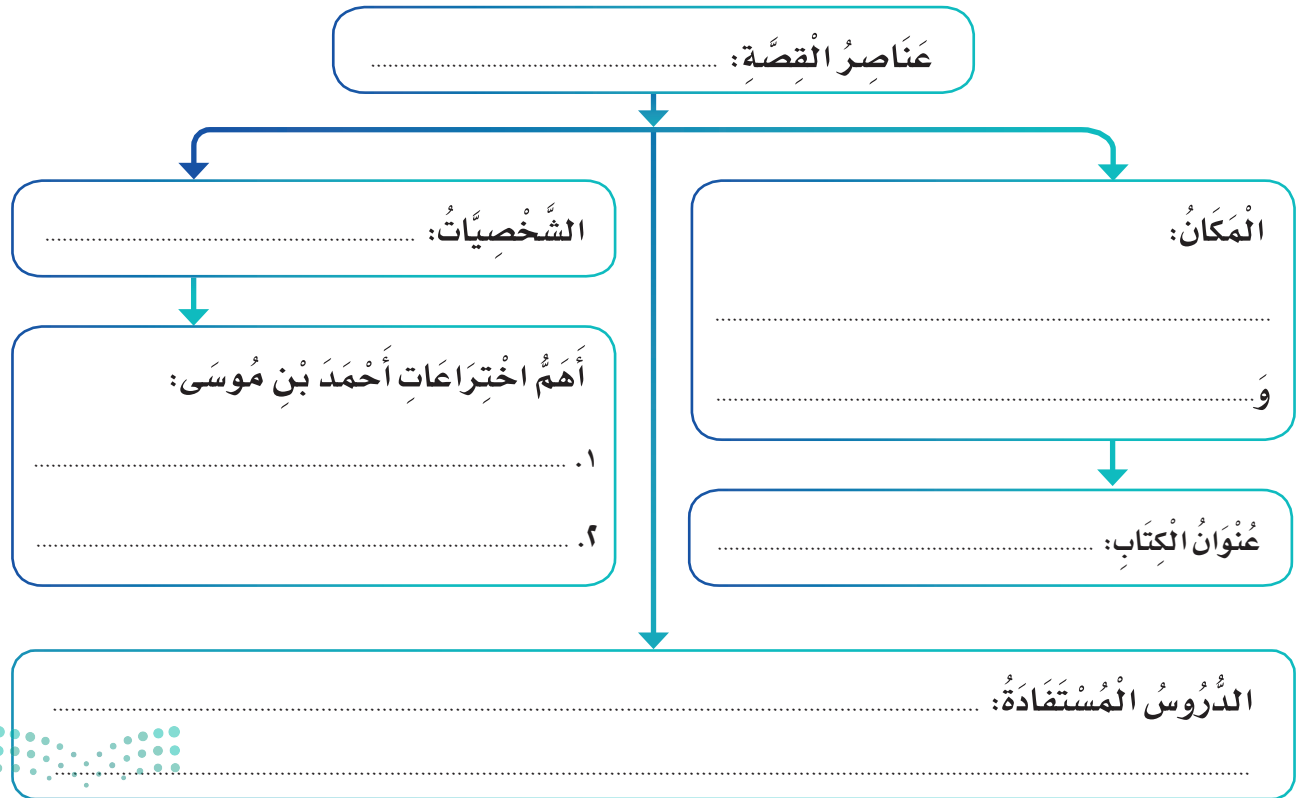 عَنَاصِرُ الْقِصَّةِ: ........................................
الْمَكَانُ:
........................................
وَ........................................
عُنْوَانُ الْكِتَابِ: ........................................
الشَّخْصِيَّاتُ: ........................................
أَهَمُّ اخْتِرَاعَاتِ أَحْمَدَ بْنِ مُوسَى:
١. ........................................
٢. ........................................
الدُّرُوسُ الْمُسْتَفَادَةُ: ........................................
........................................